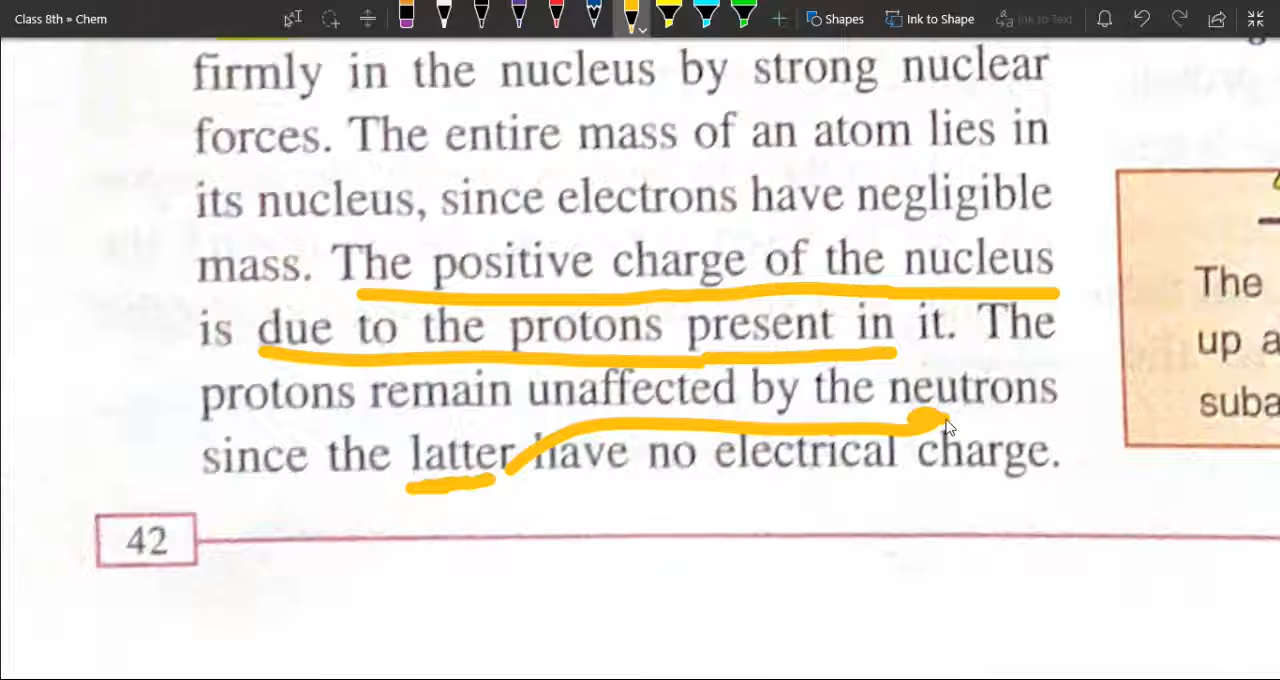 Class 8th » Chem
Shapes
Ink to Shape
Ink to Text
firmly in the nucleus by strong nuclear
forces. The entire mass of an atom lies in
its nucleus, since electrons have negligible
mass. The positive charge of the nucleus
is due to the protons present in it. The
protons remain unaffected by the neutrons
since the latter have no electrical charge.
42
The
up a
suba